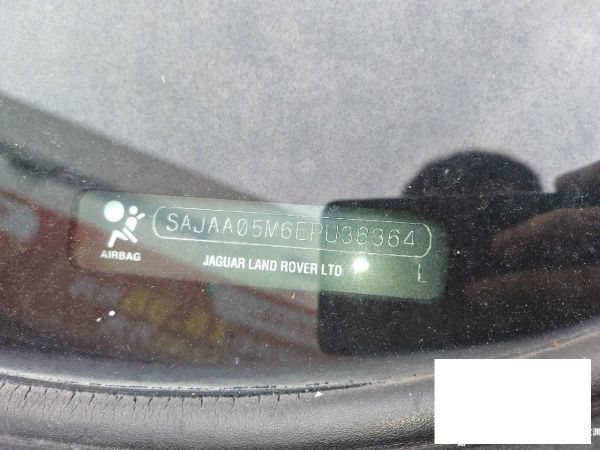 SAJAA05M6EPU36364
AIRBAG
JAGUAR LAND ROVER LTD
L